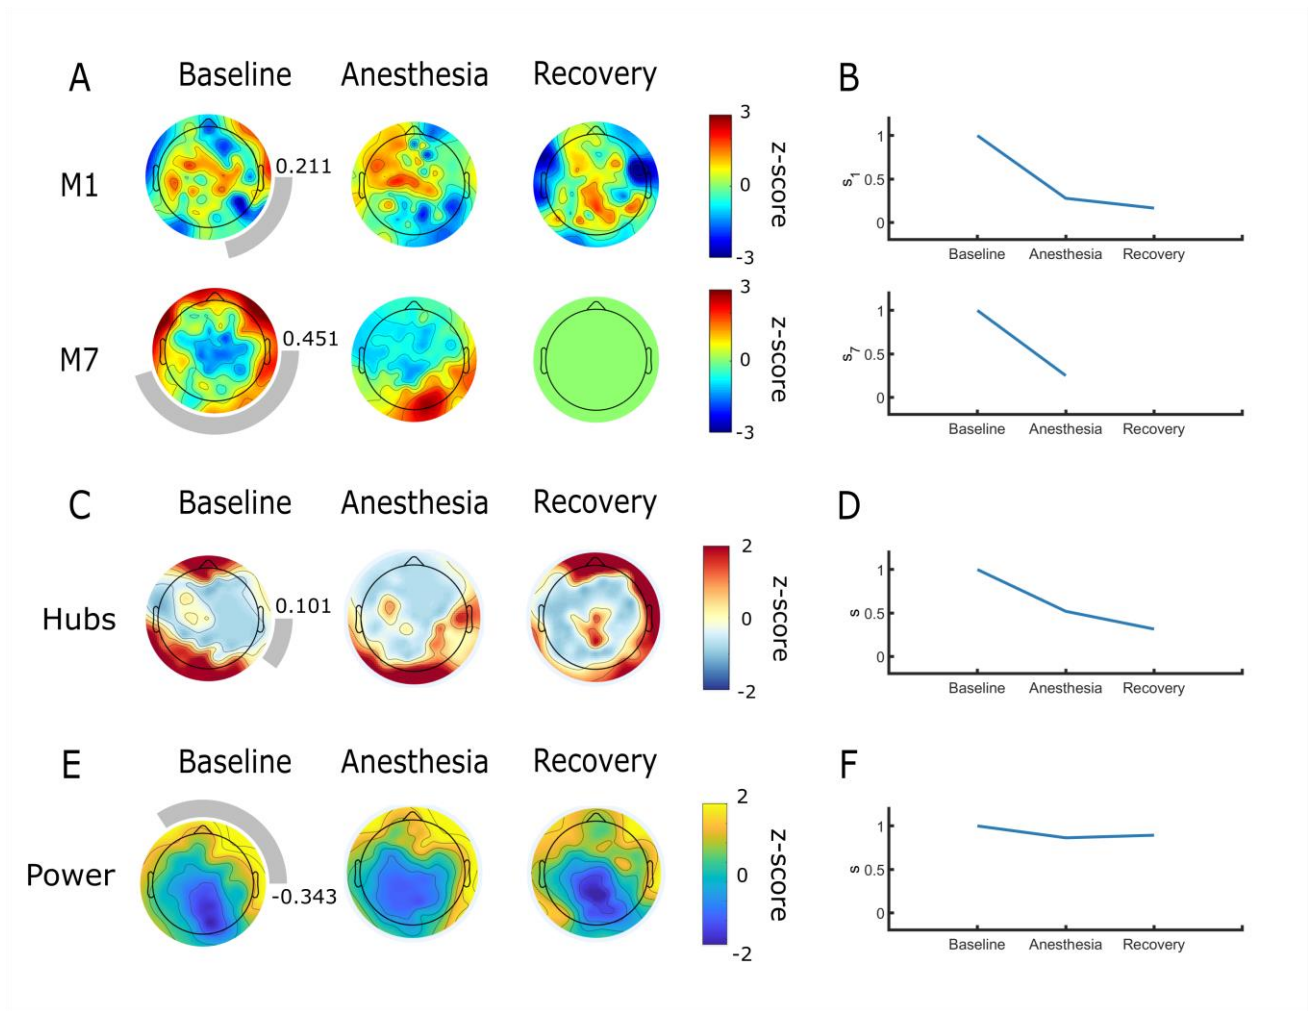 A Baseline Anesthesia Recovery B
M1 0.211 3 0 -3 z-score
1 0.5 0 s1 Baseline Anesthesia Recovery
M7 0.451 3 0 -3 z-score
1 0.5 0 s7 Baseline Anesthesia Recovery
C Baseline Anesthesia Recovery D
Hubs 0.101 2 0 -2 z-score
1 0.5 0 s Baseline Anesthesia Recovery
E Baseline Anesthesia Recovery F
Power -0.343 2 0 -2 z-score
1 0.5 0 s Baseline Anesthesia Recovery